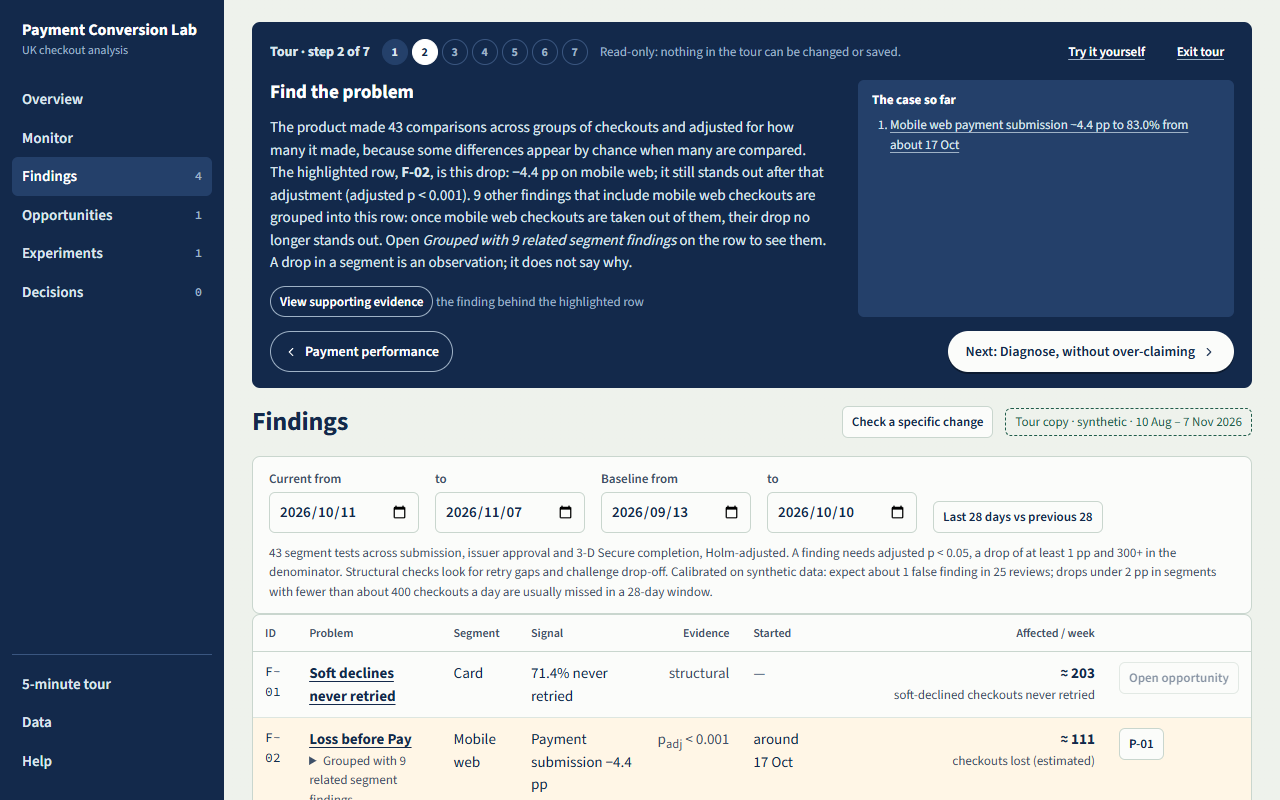 Payment Conversion Lab
UK checkout analysis
Overview
Monitor
Findings 4
Opportunities 1
Experiments 1
Decisions 0
5-minute tour
Data
Help
Tour · step 2 of 7 1 2 3 4 5 6 7 Read-only: nothing in the tour can be changed or saved. Try it yourself Exit tour
Find the problem
The product made 43 comparisons across groups of checkouts and adjusted for how
many it made, because some differences appear by chance when many are compared.
The highlighted row, F-02, is this drop: −4.4 pp on mobile web; it still stands out after that
adjustment (adjusted p < 0.001). 9 other findings that include mobile web checkouts are
grouped into this row: once mobile web checkouts are taken out of them, their drop no
longer stands out. Open Grouped with 9 related segment findings on the row to see them.
A drop in a segment is an observation; it does not say why.
View supporting evidence the finding behind the highlighted row
The case so far
1. Mobile web payment submission −4.4 pp to 83.0% from
about 17 Oct
‹ Payment performance
Next: Diagnose, without over-claiming ›
Findings
Check a specific change
Tour copy · synthetic · 10 Aug – 7 Nov 2026
Current from to Baseline from to
2026/10/11 2026/11/07 2026/09/13 2026/10/10 Last 28 days vs previous 28
43 segment tests across submission, issuer approval and 3-D Secure completion, Holm-adjusted. A finding needs adjusted p < 0.05, a drop of at least 1 pp and 300+ in the
denominator. Structural checks look for retry gaps and challenge drop-off. Calibrated on synthetic data: expect about 1 false finding in 25 reviews; drops under 2 pp in segments
with fewer than about 400 checkouts a day are usually missed in a 28-day window.
ID Problem Segment Signal Evidence Started Affected / week
F-
01
Soft declines
never retried
Card
71.4% never
retried
structural
—
≈ 203
soft-declined checkouts never retried
Open opportunity
F-
02
Loss before Pay
▶ Grouped with 9
related segment
findings
Mobile
web
Payment
submission −4.4
pp
padj < 0.001
around
17 Oct
≈ 111
checkouts lost (estimated)
P-01